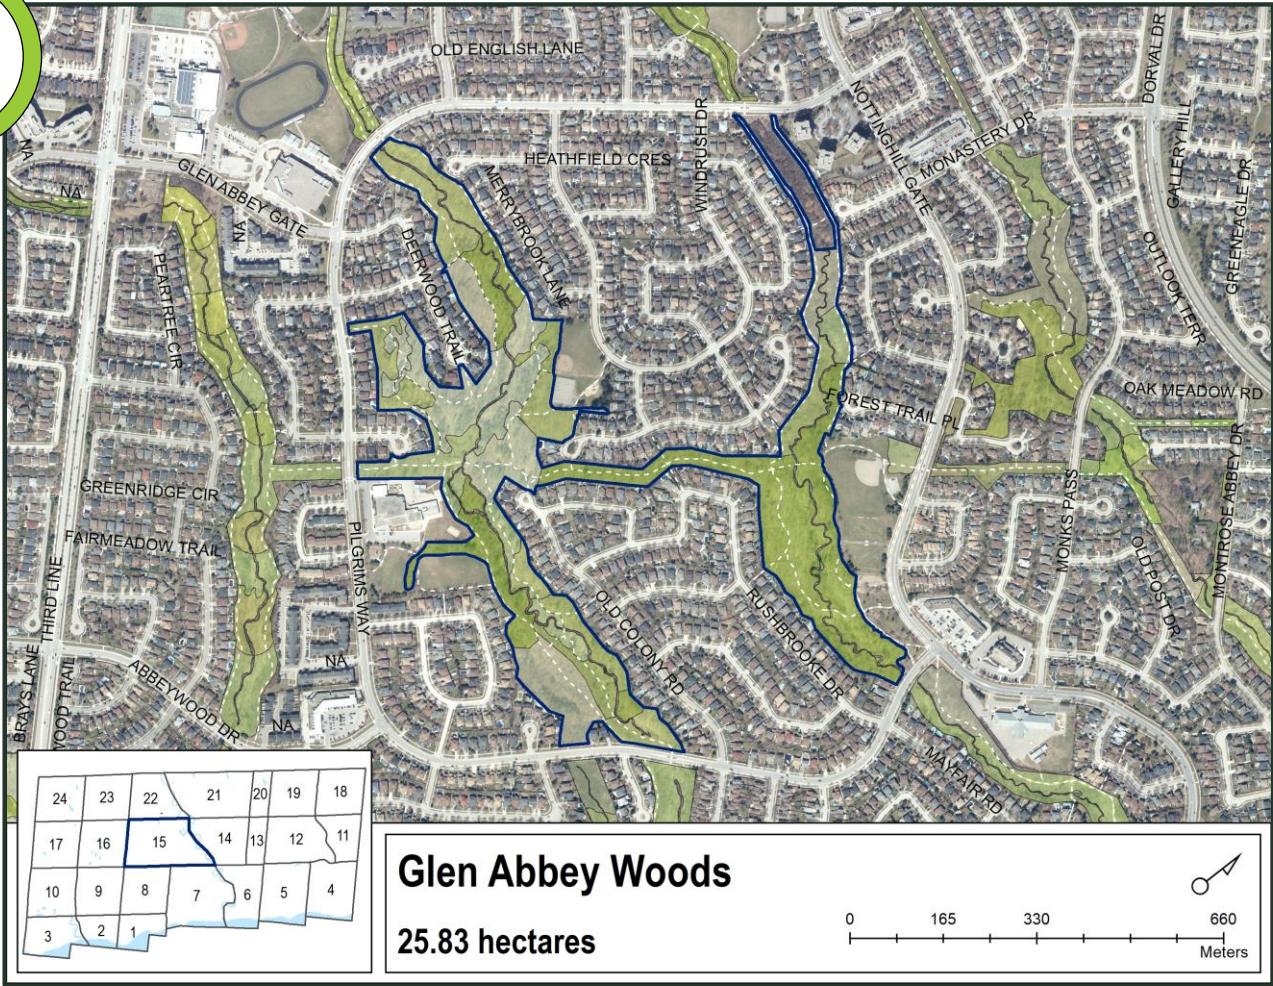 OLD ENGLISH LANE
DORVAL DR
NOTTINGHILL GATE
MONASTERY DR
GALLERY HILL
WINDRUSH DR
HEATHFIELD CRES
NA
NA
GLEN ABBEY GATE
NA
MERRYBROOK LANE
GREENEAGLE DR
DEERWOOD TRAIL
PEARTREE CIR
OUTLOOK TERR
OAK MEADOW RD
FOREST TRAIL PL
GREENRIDGE CIR
MONKS PASS
MONTROSE ABBEY DR
FAIRMEADOW TRAIL
PILGRIMS WAY
THIRD LINE
OLD POST DR
OLD COLONY RD
RUSHBROOKE DR
NA
BRAYS LANE
WOOD TRAIL
ABBEYWOOD DR
NA
MAYFAIR RD
24 23 22 21 20 19 18
17 16 15 14 13 12 11
10 9 8 7 6 5 4
3 2 1
Glen Abbey Woods
25.83 hectares
0 165 330 660
Meters